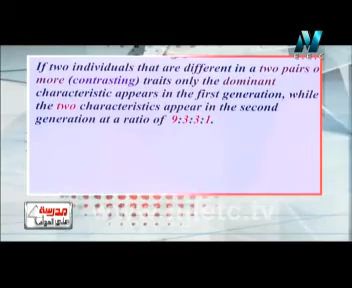 If two individuals that are different in a two pairs o
more (contrasting) traits only the dominant
characteristic appears in the first generation, while
the two characteristics appear in the second
generation at a ratio of 9:3:3:1.
مدرسة
على الهواء
etc.tv